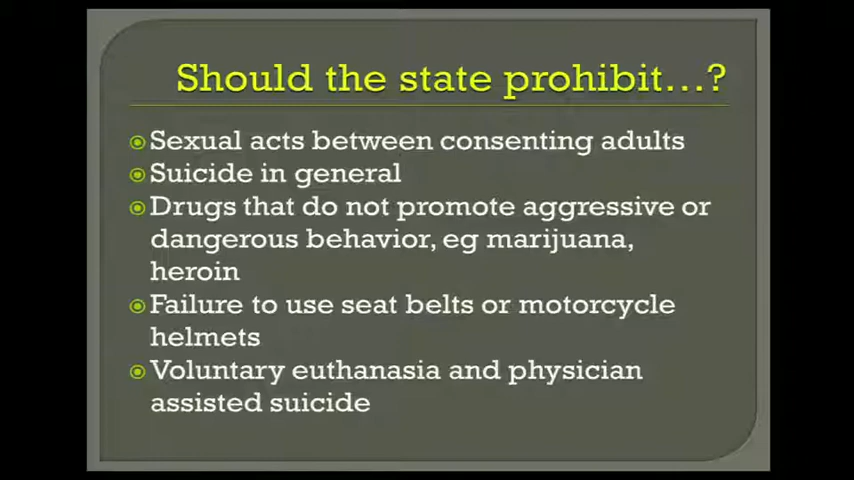 Should the state prohibit...?
Sexual acts between consenting adults
Suicide in general
Drugs that do not promote aggressive or
dangerous behavior, eg marijuana,
heroin
Failure to use seat belts or motorcycle
helmets
Voluntary euthanasia and physician
assisted suicide